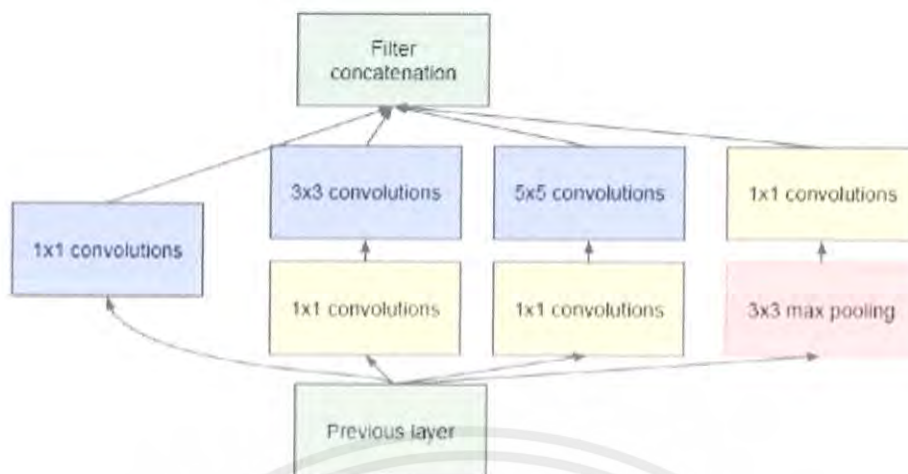 Filter
concatenation
3x3 convolutions
5x5 convolutions
1x1 convolutions
1x1 convolutions
1x1 convolutions
1x1 convolutions
3x3 max pooling
Previous layer